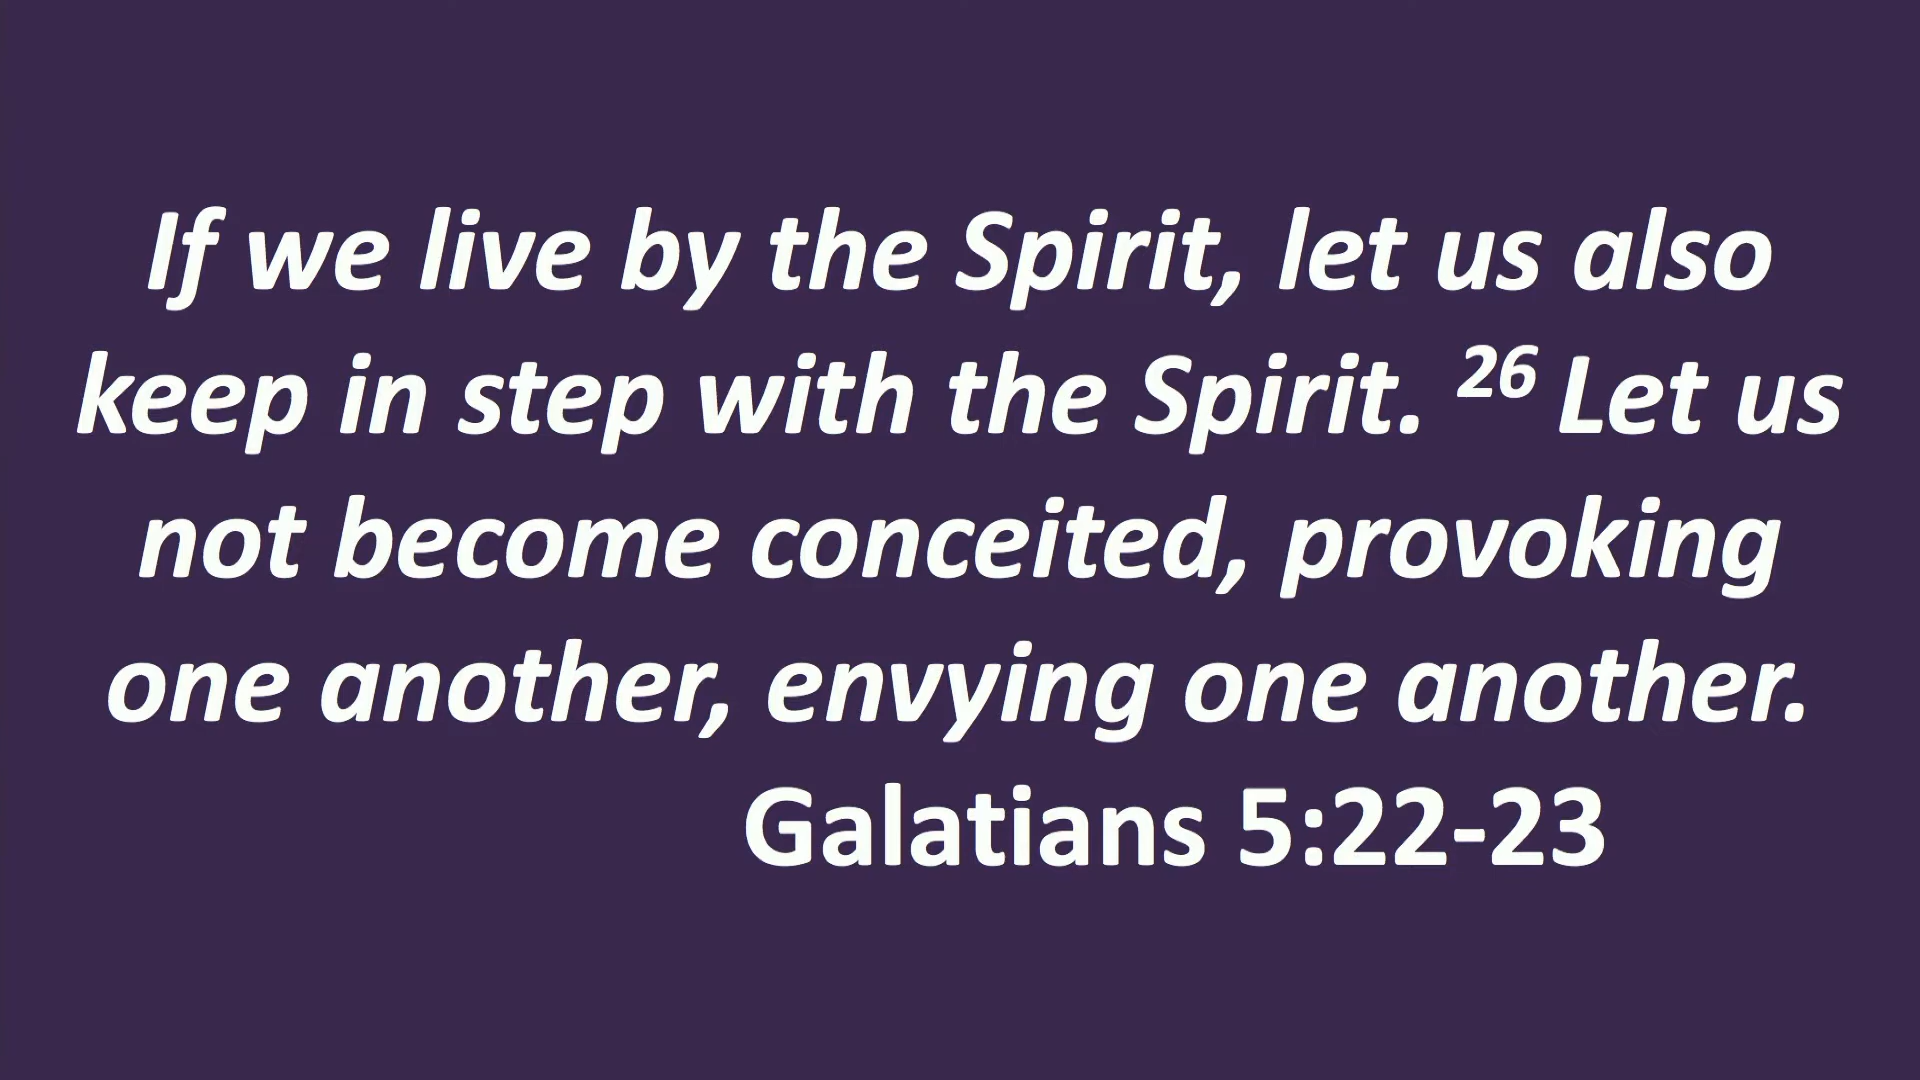 If we live by the Spirit, let us also
keep in step with the Spirit. 26 Let us
not become conceited, provoking
one another, envying one another.
Galatians 5:22-23